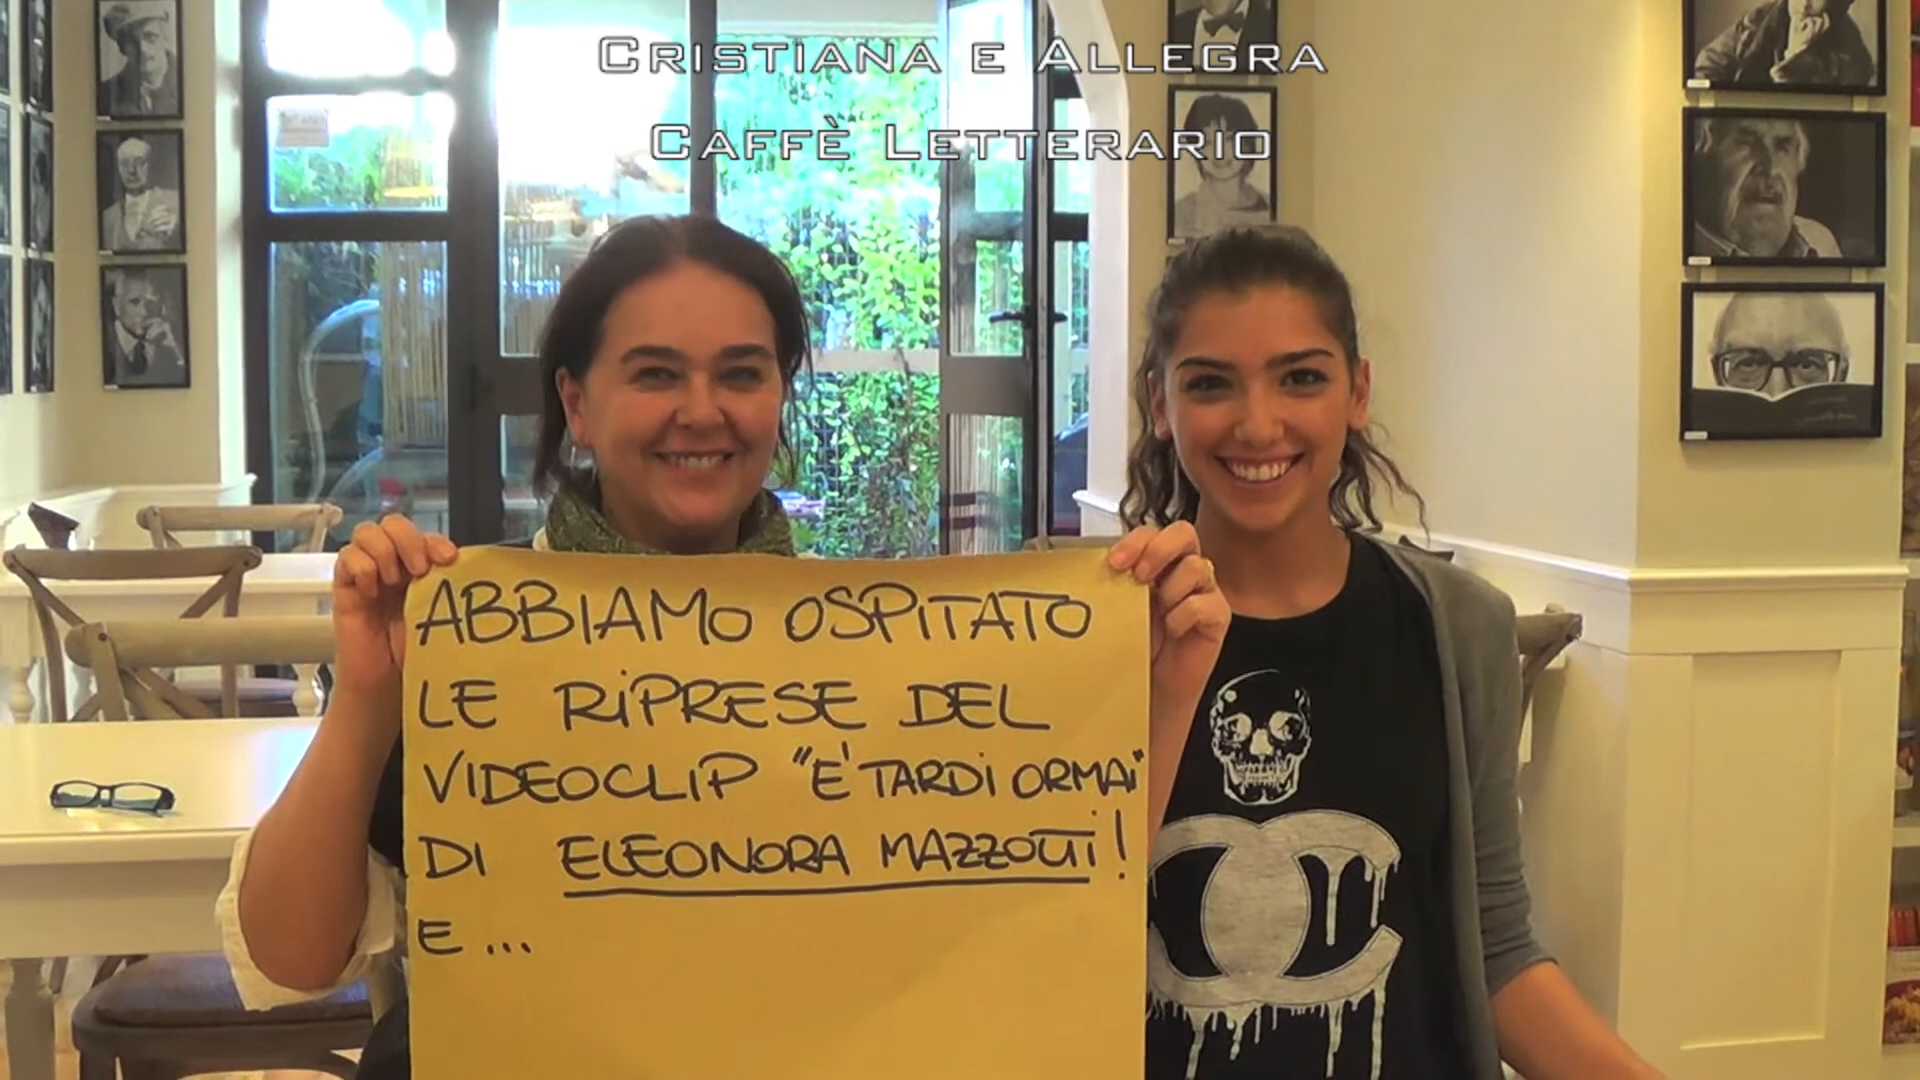 CRISTIANA E ALLEGRA
CAFFÈ LETTERARIO
ABBIAMO OSPITATO
LE RIPRESE DEL
VIDEOCLIP "E' TARDI ORMAI"
DI ELEONORA MAZZOTTI!
E ...